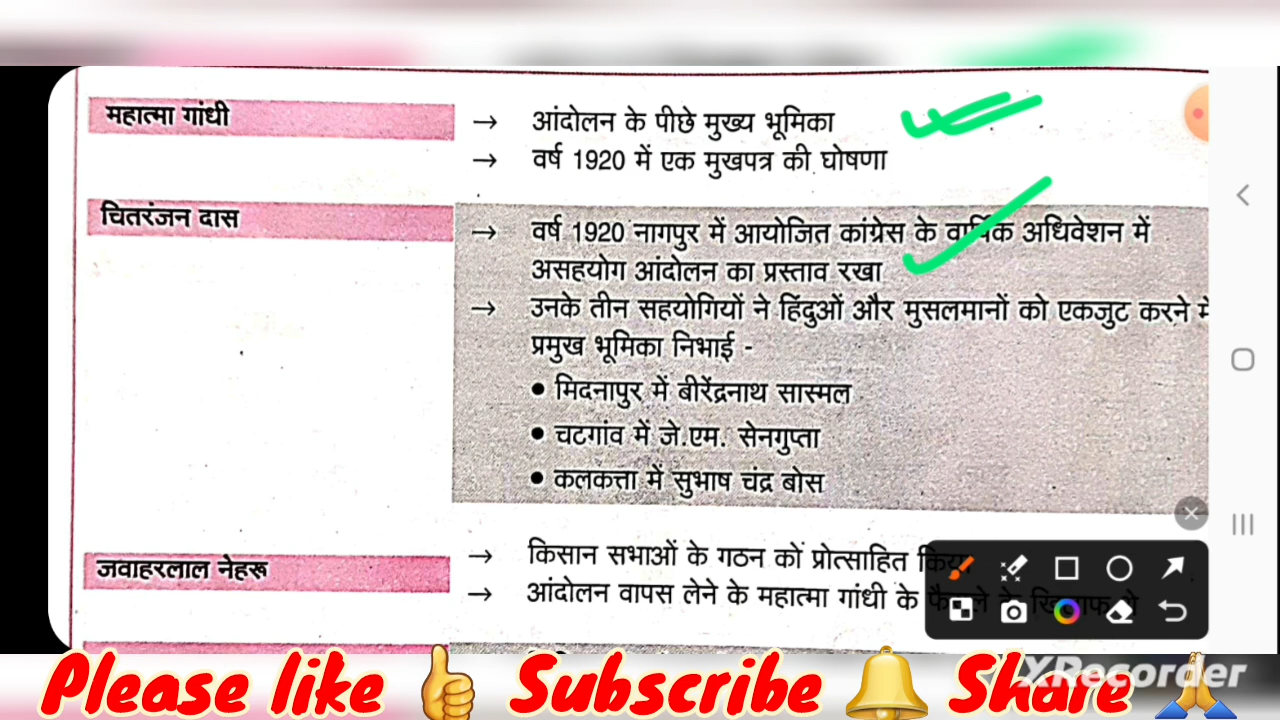 महात्मा गांधी
→ आंदोलन के पीछे मुख्य भूमिका
→ वर्ष 1920 में एक मुखपत्र की घोषणा
चितरंजन दास
→ वर्ष 1920 नागपुर में आयोजित कांग्रेस के वार्षिक अधिवेशन में
असहयोग आंदोलन का प्रस्ताव रखा
→ उनके तीन सहयोगियों ने हिंदुओं और मुसलमानों को एकजुट करने में
प्रमुख भूमिका निभाई -
• मिदनापुर में बीरेंद्रनाथ सास्मल
• चटगांव में जे.एम. सेनगुप्ता
• कलकत्ता में सुभाष चंद्र बोस
जवाहरलाल नेहरू
→ किसान सभाओं के गठन को प्रोत्साहित किया
→ आंदोलन वापस लेने के महात्मा गांधी के फैसले के खिलाफ थे
XRecorder
Please like Subscribe Share